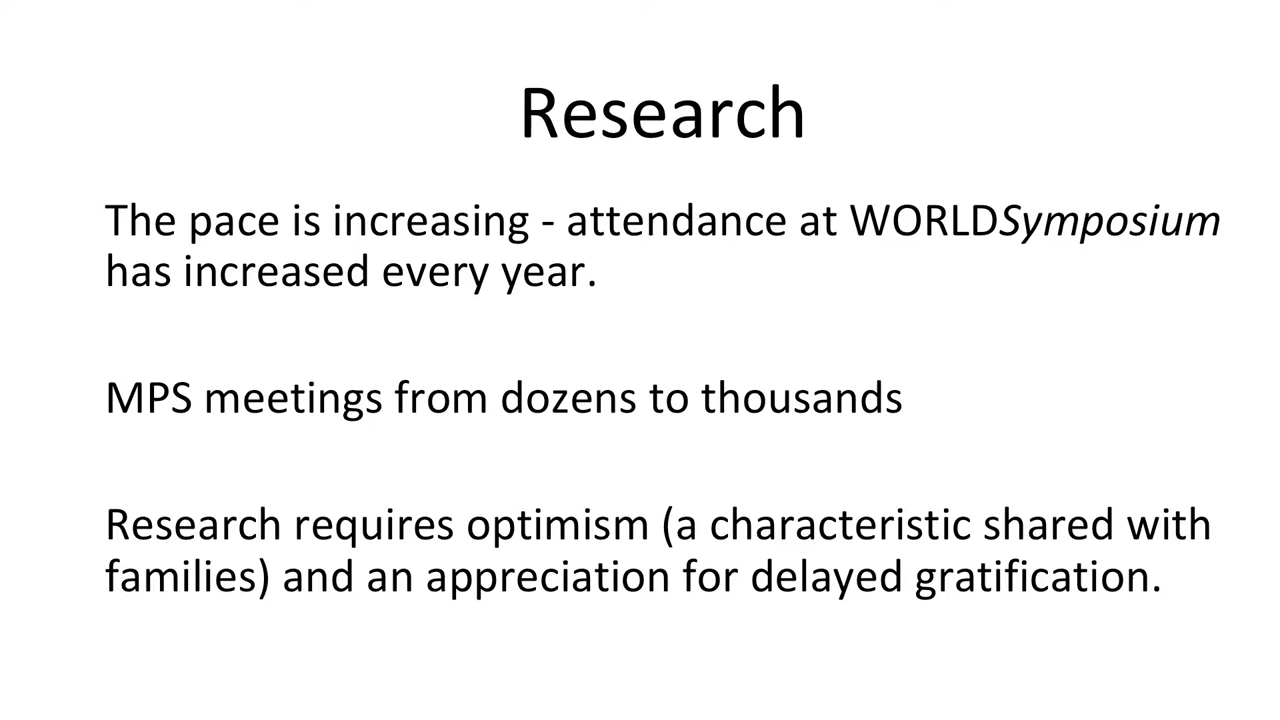 Research
The pace is increasing - attendance at WORLDSymposium
has increased every year.
MPS meetings from dozens to thousands
Research requires optimism (a characteristic shared with
families) and an appreciation for delayed gratification.